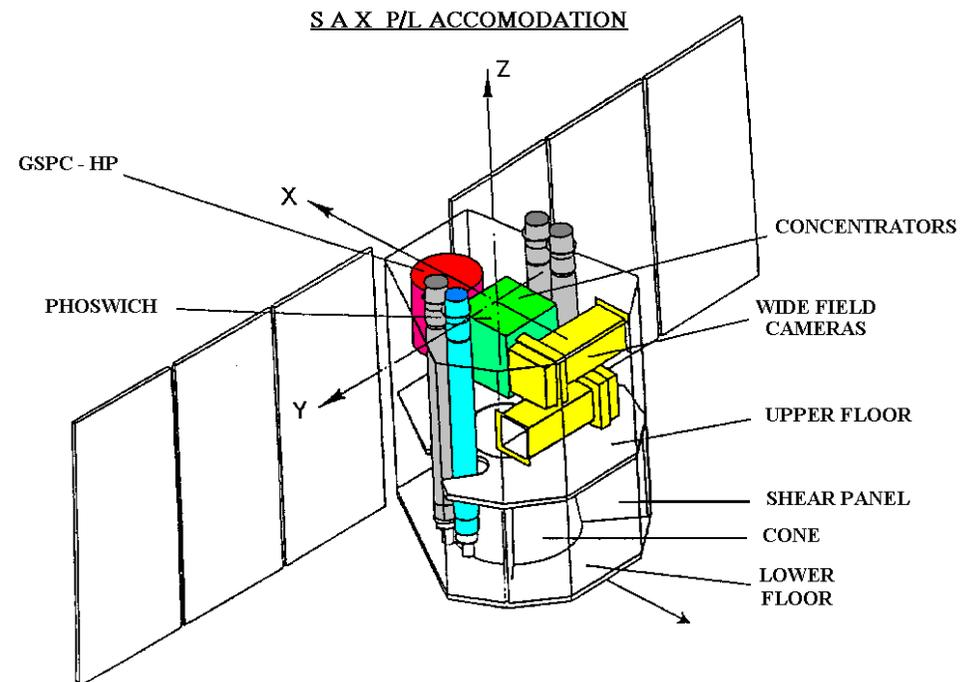 S A X P/L ACCOMODATION
Z
GSPC - HP
X
CONCENTRATORS
PHOSWICH
WIDE FIELD
CAMERAS
Y
UPPER FLOOR
SHEAR PANEL
CONE
LOWER
FLOOR